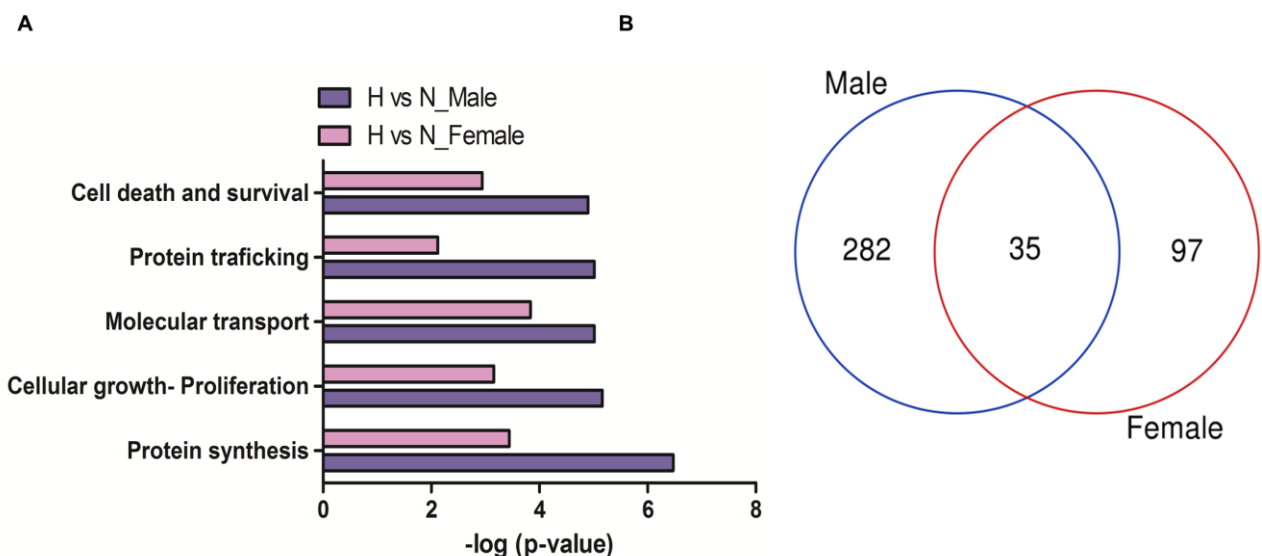 A
H vs N_Male
H vs N_Female
Cell death and survival
Protein traficking
Molecular transport
Cellular growth- Proliferation
Protein synthesis
0 2 4 6 8
-log (p-value)
B
Male
282 35 97
Female